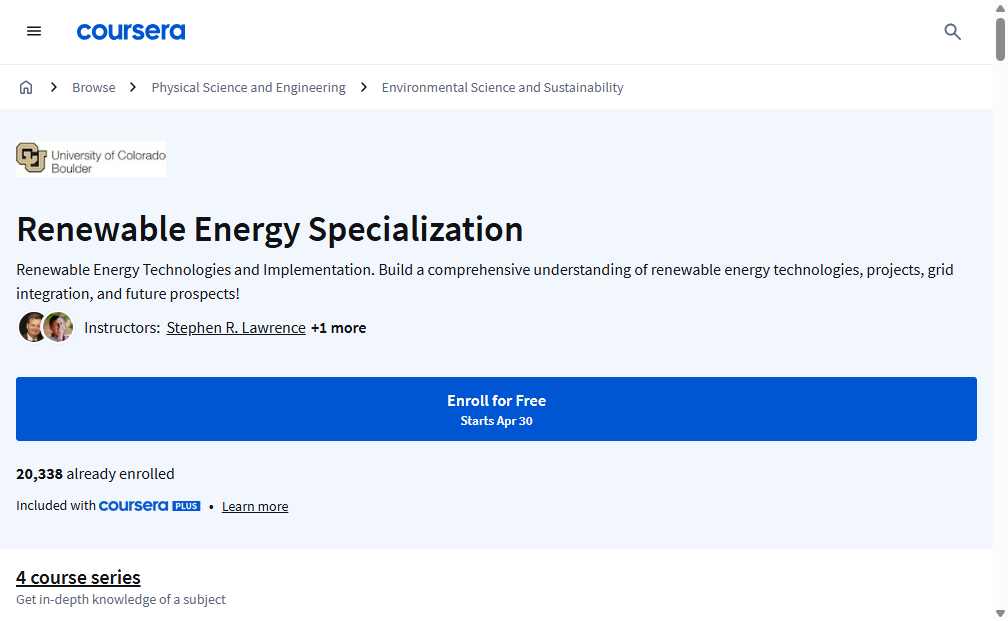 coursera
Browse
Physical Science and Engineering
Environmental Science and Sustainability
University of Colorado
Boulder
Renewable Energy Specialization
Renewable Energy Technologies and Implementation. Build a comprehensive understanding of renewable energy technologies, projects, grid
integration, and future prospects!
Instructors: Stephen R. Lawrence +1 more
Enroll for Free
Starts Apr 30
20,338 already enrolled
Included with coursera PLUS • Learn more
4 course series
Get in-depth knowledge of a subject